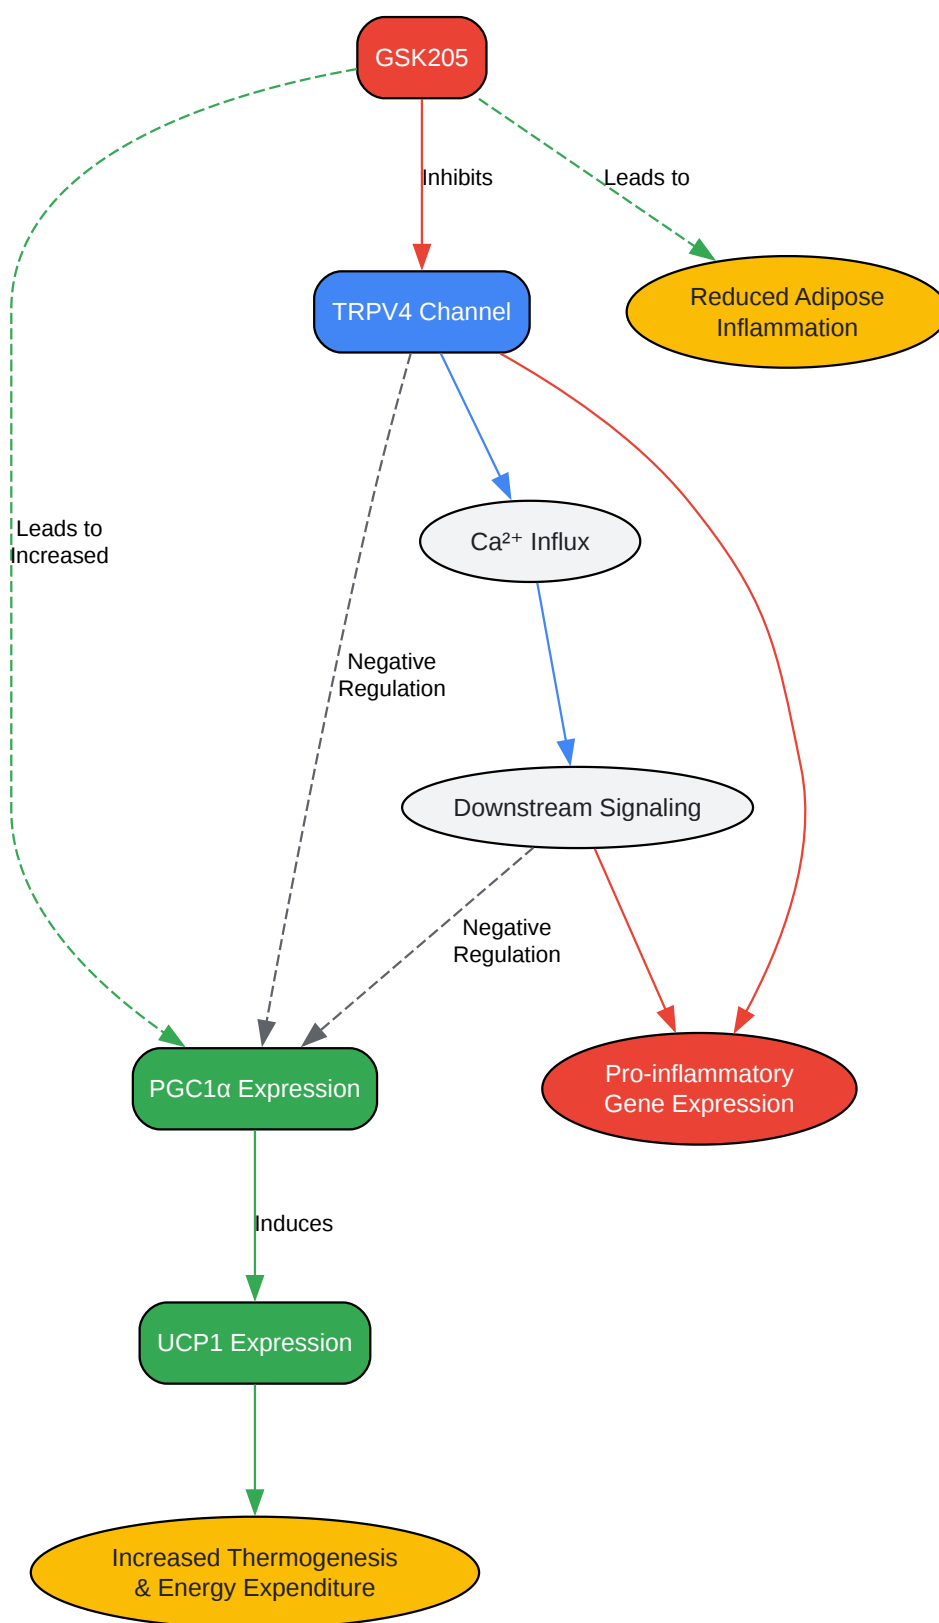 GSK205
Inhibits
Leads to
Reduced Adipose
Inflammation
TRPV4 Channel
Ca²⁺ Influx
Leads to
Increased
Negative
Regulation
Downstream Signaling
Negative
Regulation
PGC1α Expression
Pro-inflammatory
Gene Expression
Induces
UCP1 Expression
Increased Thermogenesis
& Energy Expenditure